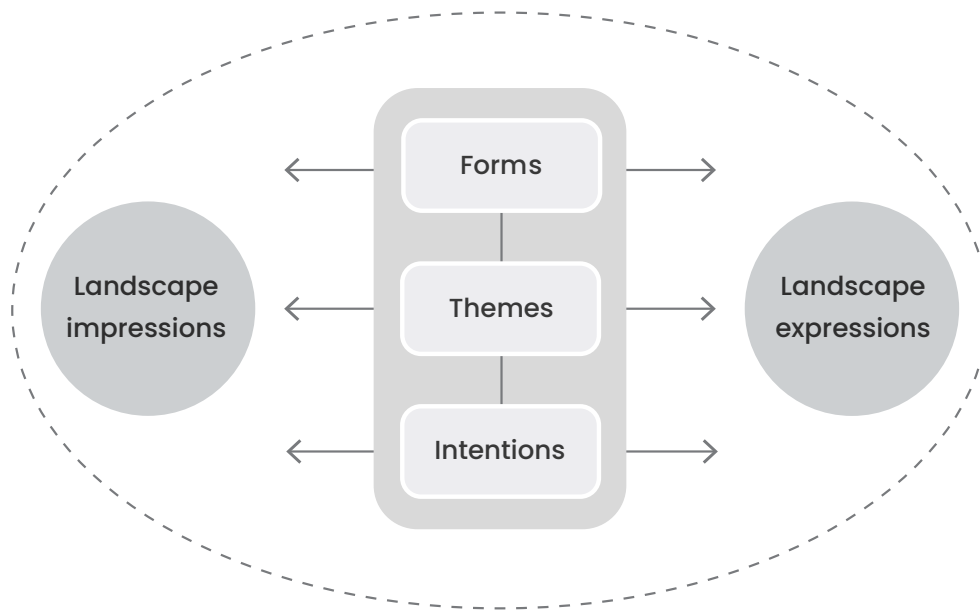 Forms
Landscape
impressions
Themes
Landscape
expressions
Intentions